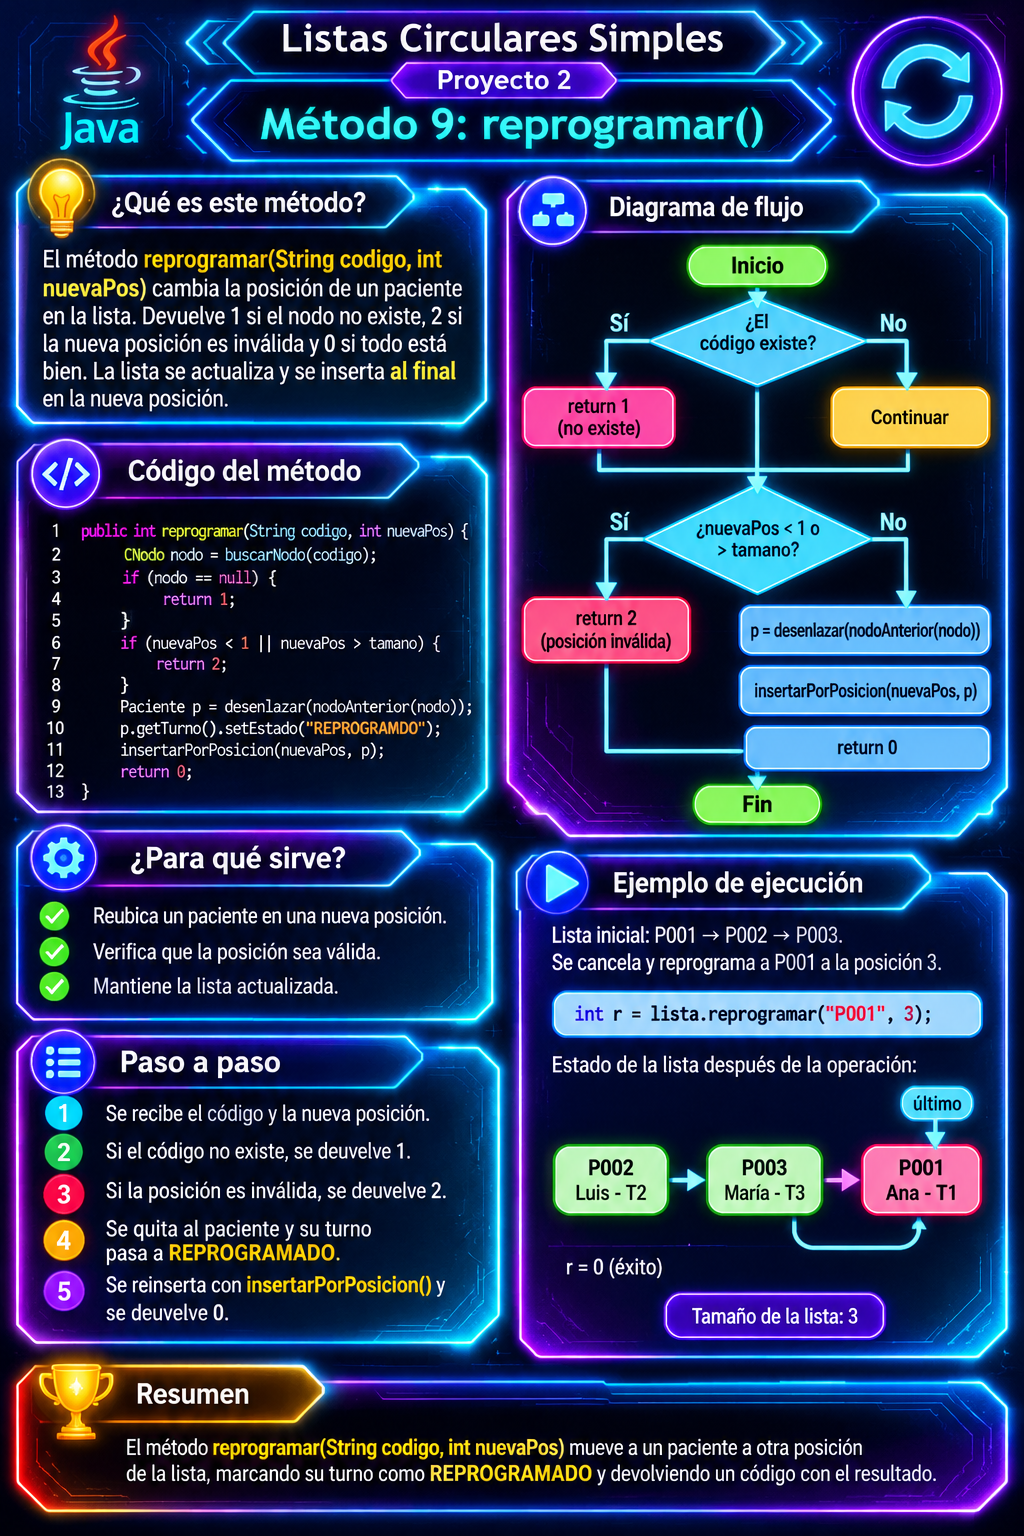 Java
Listas Circulares Simples
Proyecto 2
Método 9: reprogramar()
¿Qué es este método?
El método reprogramar(String codigo, int
nuevaPos) cambia la posición de un paciente
en la lista. Devuelve 1 si el nodo no existe, 2 si
la nueva posición es inválida y 0 si todo está
bien. La lista se actualiza y se inserta al final
en la nueva posición.
Código del método
1 public int reprogramar(String codigo, int nuevaPos) {
2 CNodo nodo = buscarNodo(codigo);
3 if (nodo == null) {
4 return 1;
5 }
6 if (nuevaPos < 1 || nuevaPos > tamano) {
7 return 2;
8 }
9 Paciente p = desenlazar(nodoAnterior(nodo));
10 p.getTurno().setEstado("REPROGRAMDO");
11 insertarPorPosicion(nuevaPos, p);
12 return 0;
13 }
¿Para qué sirve?
Reubica un paciente en una nueva posición.
Verifica que la posición sea válida.
Mantiene la lista actualizada.
Paso a paso
1 Se recibe el código y la nueva posición.
2 Si el código no existe, se deuvelve 1.
3 Si la posición es inválida, se deuvelve 2.
4 Se quita al paciente y su turno
pasa a REPROGRAMADO.
5 Se reinserta con insertarPorPosicion() y
se deuvelve 0.
Diagrama de flujo
Inicio
¿El
código existe?
Sí
No
return 1
(no existe)
Continuar
¿nuevaPos < 1 o
> tamano?
Sí
No
return 2
(posición inválida)
p = desenlazar(nodoAnterior(nodo))
insertarPorPosicion(nuevaPos, p)
return 0
Fin
Ejemplo de ejecución
Lista inicial: P001 → P002 → P003.
Se cancela y reprograma a P001 a la posición 3.
int r = lista.reprogramar("P001", 3);
Estado de la lista después de la operación:
último
P002
Luis - T2
P003
María - T3
P001
Ana - T1
r = 0 (éxito)
Tamaño de la lista: 3
Resumen
El método reprogramar(String codigo, int nuevaPos) mueve a un paciente a otra posición
de la lista, marcando su turno como REPROGRAMADO y devolviendo un código con el resultado.